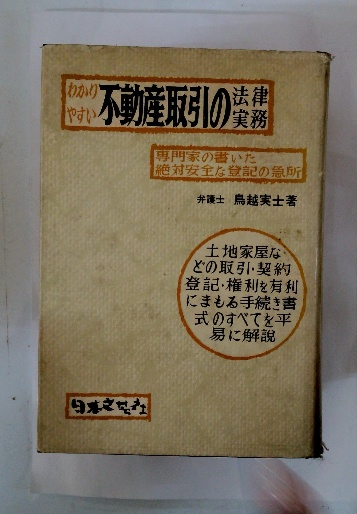 わかりやすい不動産取引の法律実務
専門家の書いた
絶対安全な登記の急所
弁護士 鳥越実士著
土地家屋な
どの取引·契約
登記·権利を有利
にまもる手続き書
式のすべてを平
易に解説
日本文芸社